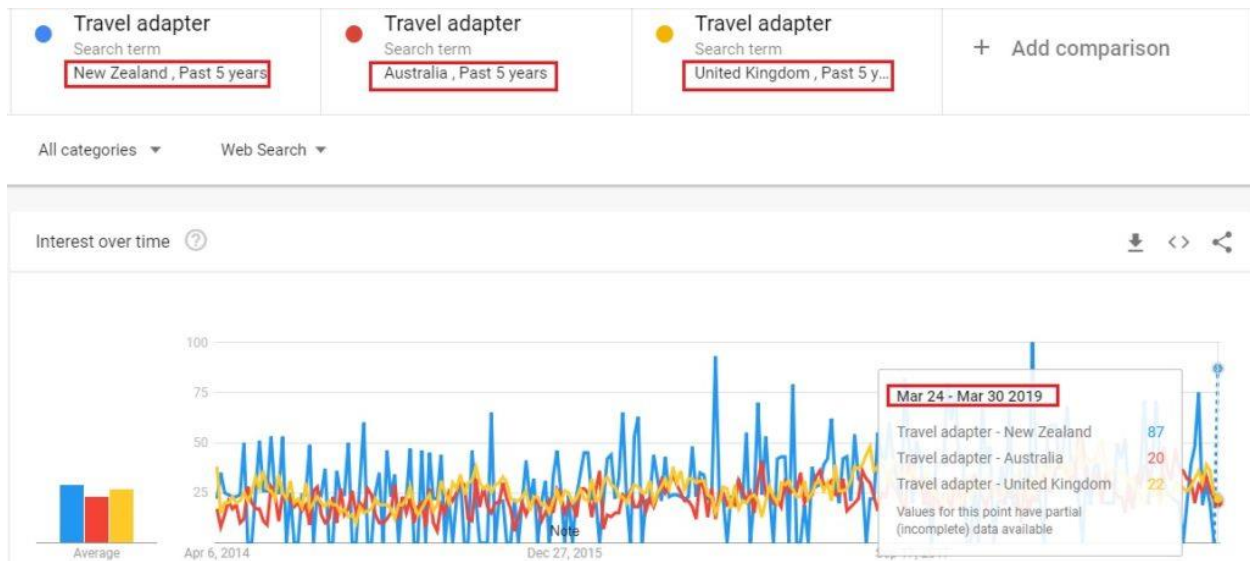 Travel adapter
Search term
New Zealand , Past 5 years
Travel adapter
Search term
Australia , Past 5 years
Travel adapter
Search term
United Kingdom , Past 5 y...
+ Add comparison
All categories
Web Search
Interest over time
100
75
50
25
Average
Note
Apr 6, 2014
Dec 27, 2015
Mar 24 - Mar 30 2019
Travel adapter - New Zealand 87
Travel adapter - Australia 20
Travel adapter - United Kingdom 22
Values for this point have partial
(incomplete) data available